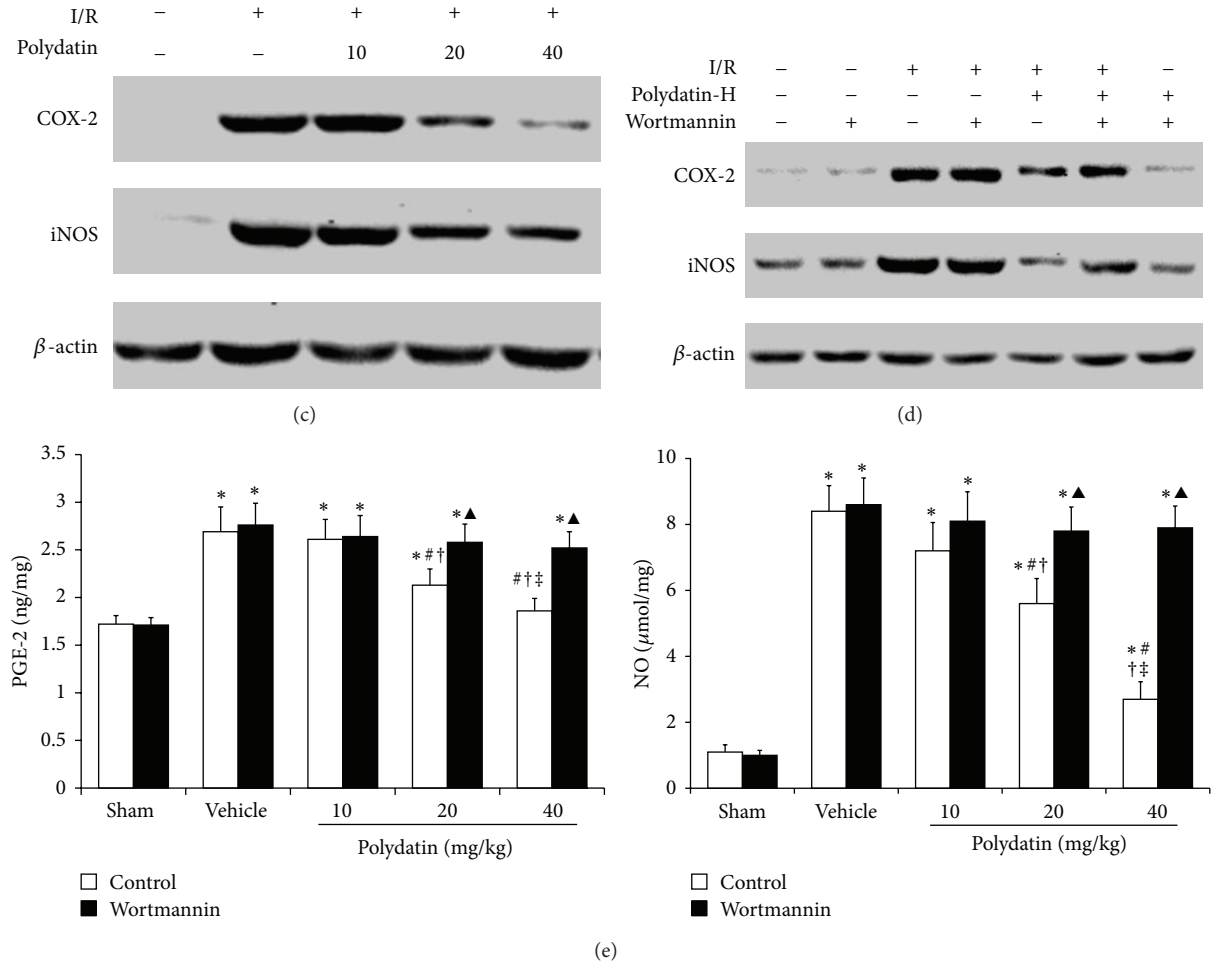 I/R – + + + +
Polydatin – – 10 20 40
COX-2
iNOS
β-actin
(c)
I/R – – + + + + –
Polydatin-H – – – – + + +
Wortmannin – + – + – + +
COX-2
iNOS
β-actin
(d)
3.5
3
2.5
2
1.5
1
0.5
0
PGE-2 (ng/mg)
* * * * *#† *▲ #†‡ *▲
Sham Vehicle 10 20 40
Polydatin (mg/kg)
Control
Wortmannin
10
8
6
4
2
0
NO (μmol/mg)
* * * * *#† *▲ *# *▲
†‡
Sham Vehicle 10 20 40
Polydatin (mg/kg)
Control
Wortmannin
(e)